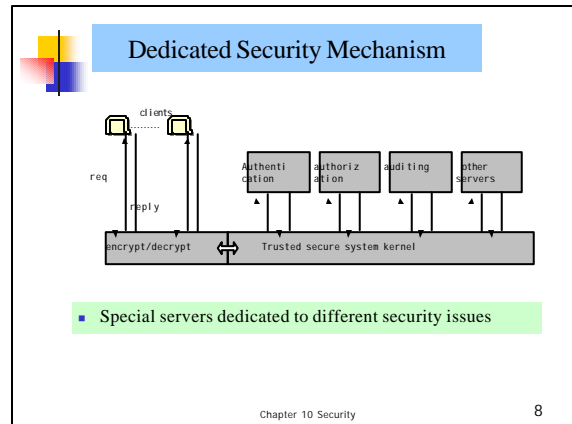 Dedicated Security Mechanism
clients
req
reply
Authenti
cation
authoriz
ation
auditing
other
servers
encrypt/decrypt
Trusted secure system kernel
Special servers dedicated to different security issues
Chapter 10 Security
8